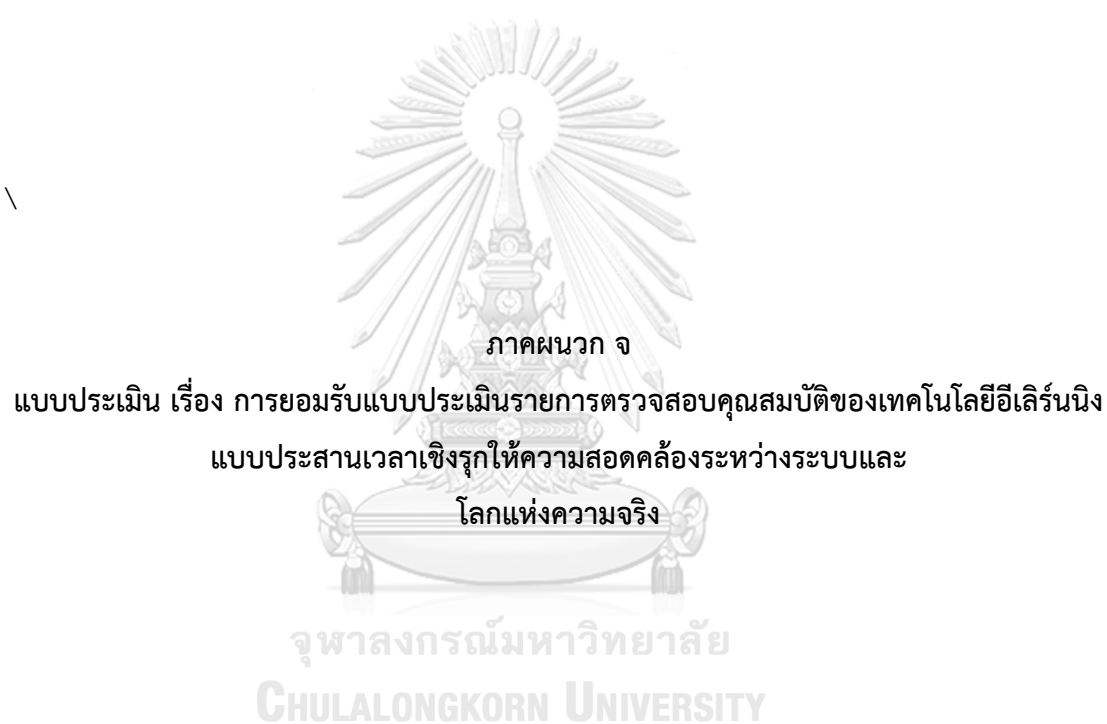 \
ภาคผนวก จ
แบบประเมิน เรื่อง การยอมรับแบบประเมินรายการตรวจสอบคุณสมบัติของเทคโนโลยีอีเลิร์นนิง
แบบประสานเวลาเชิงรุกให้ความสอดคล้องระหว่างระบบและ
โลกแห่งความจริง
จุฬาลงกรณ์มหาวิทยาลัย
CHULALONGKORN UNIVERSITY